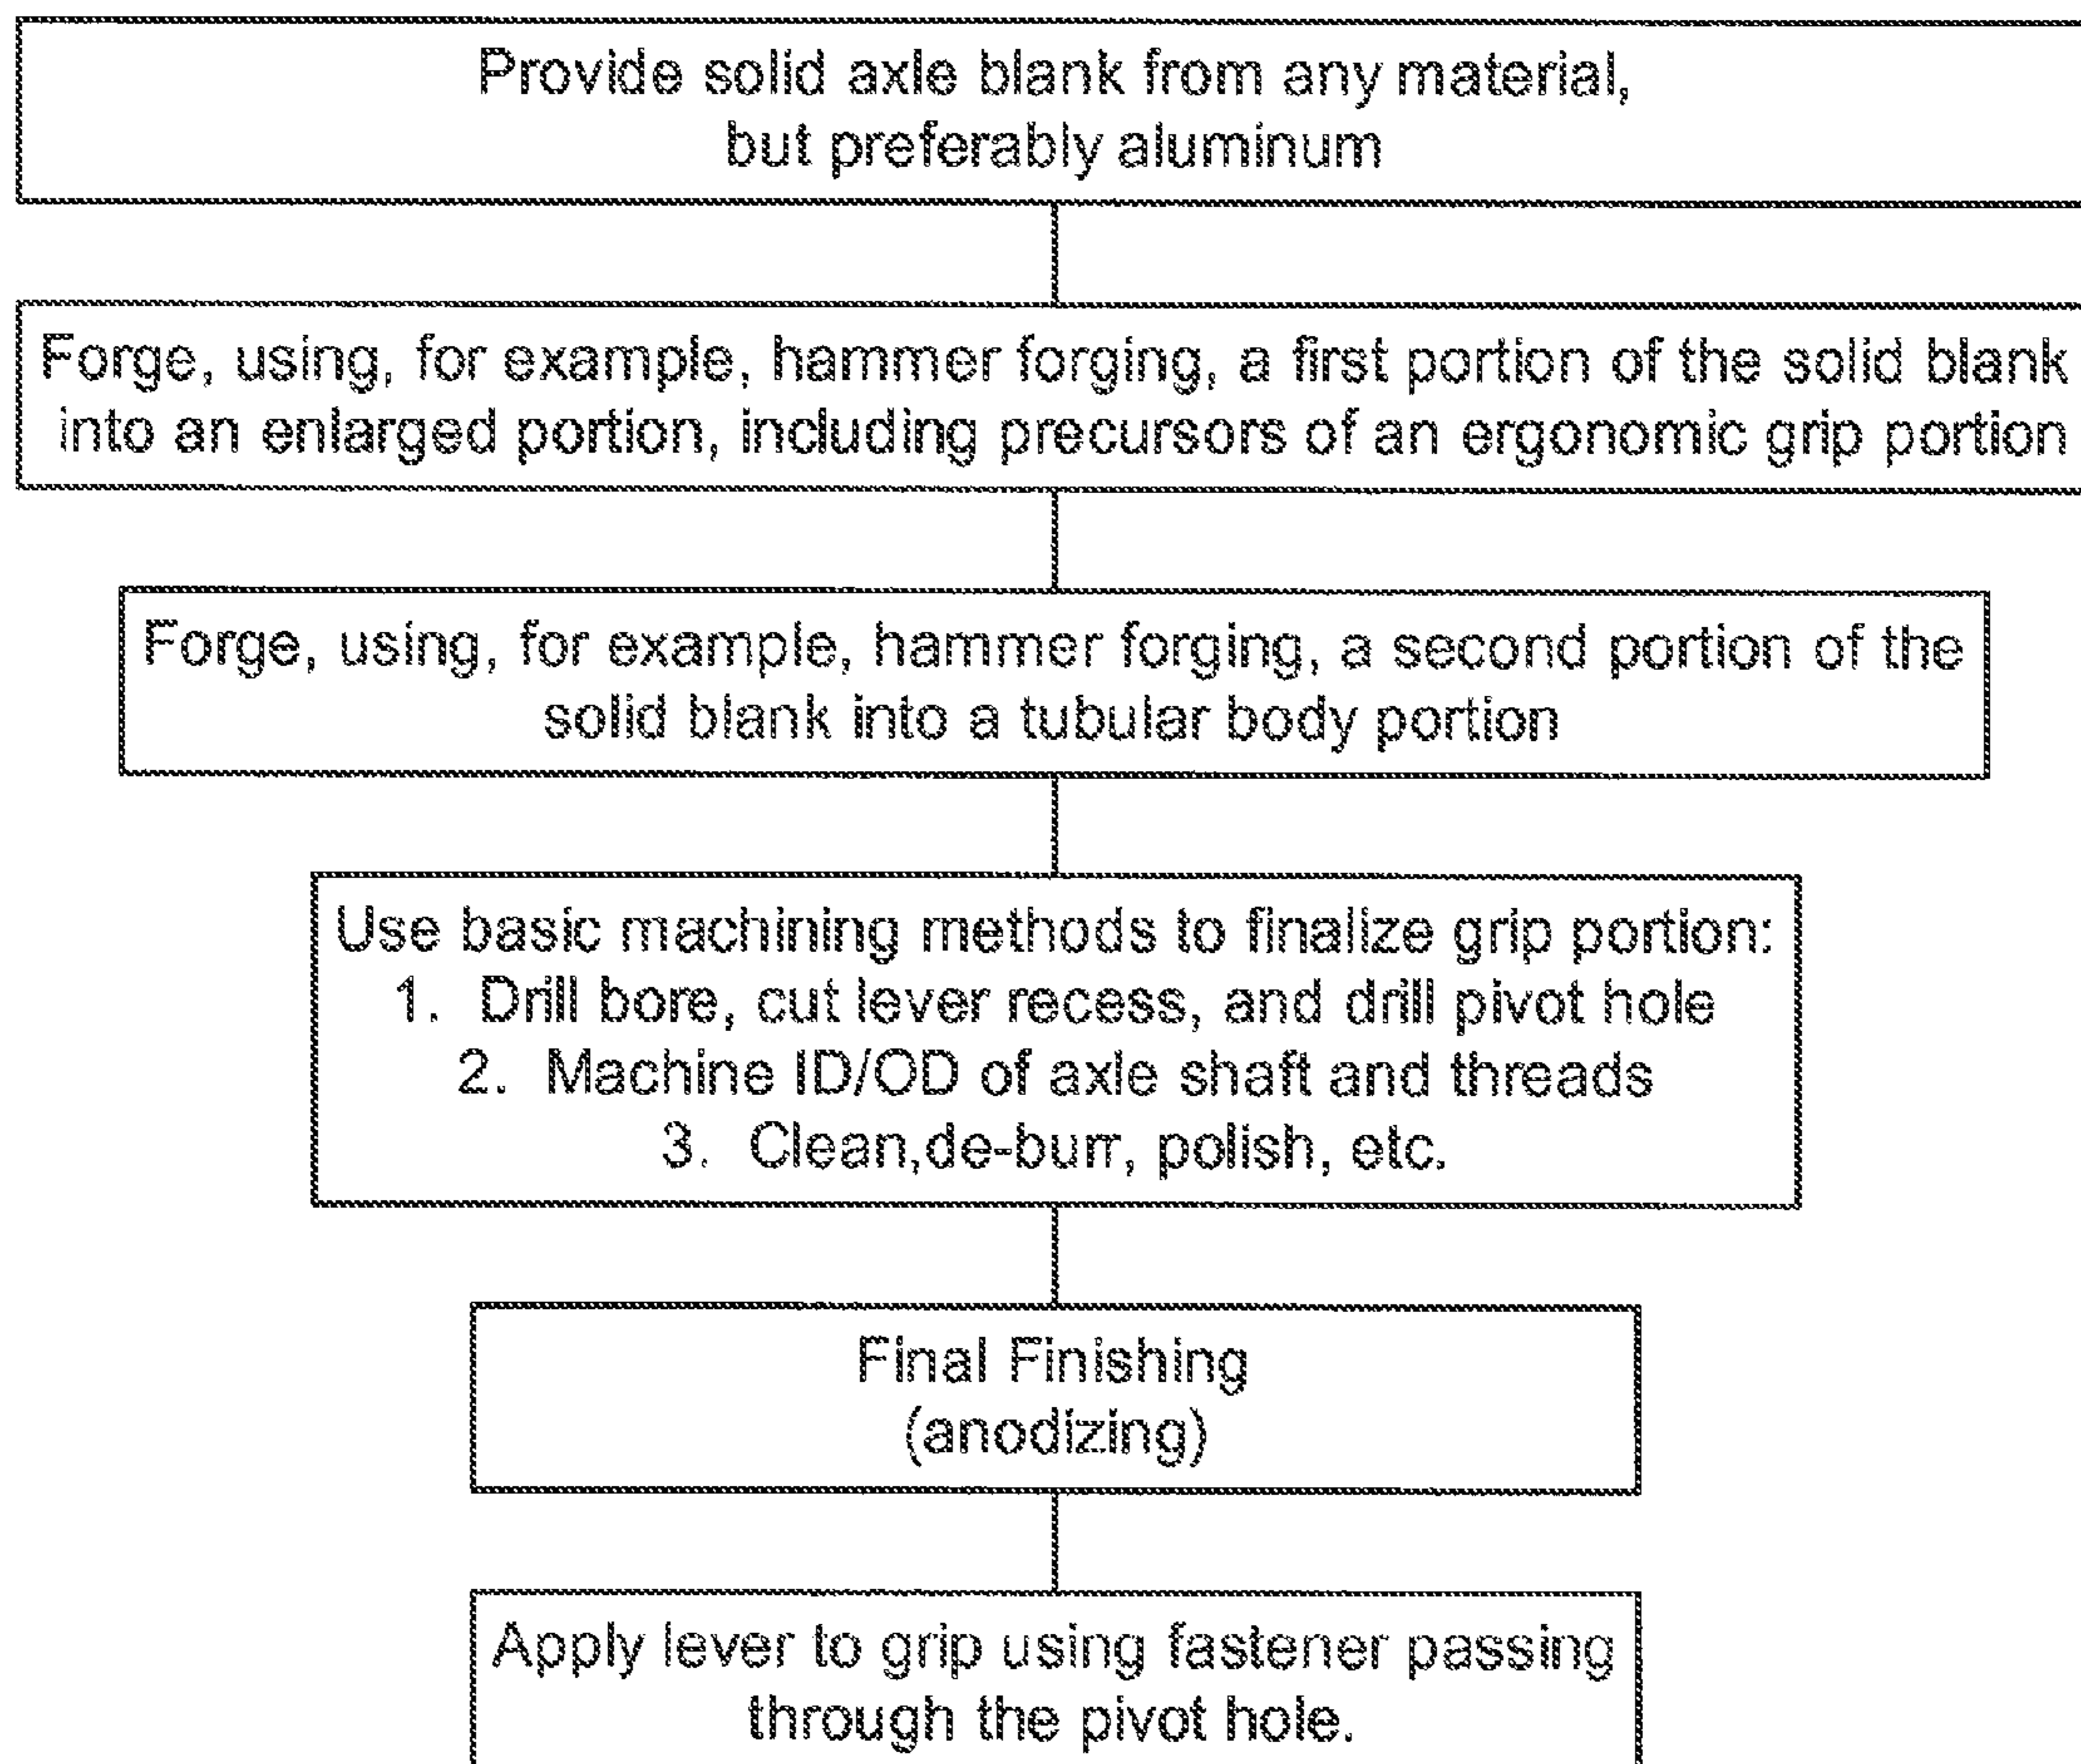 Provide solid axle blank from any material,
but preferably aluminum
Forge, using, for example, hammer forging, a first portion of the solid blank
into an enlarged portion, including precursors of an ergonomic grip portion
Forge, using, for example, hammer forging, a second portion of the
solid blank into a tubular body portion
Use basic machining methods to finalize grip portion:
1. Drill bore, cut lever recess, and drill pivot hole
2. Machine ID/OD of axle shaft and threads
3. Clean,de-burr, polish, etc.
Final Finishing
(anodizing)
Apply lever to grip using fastener passing
through the pivot hole.